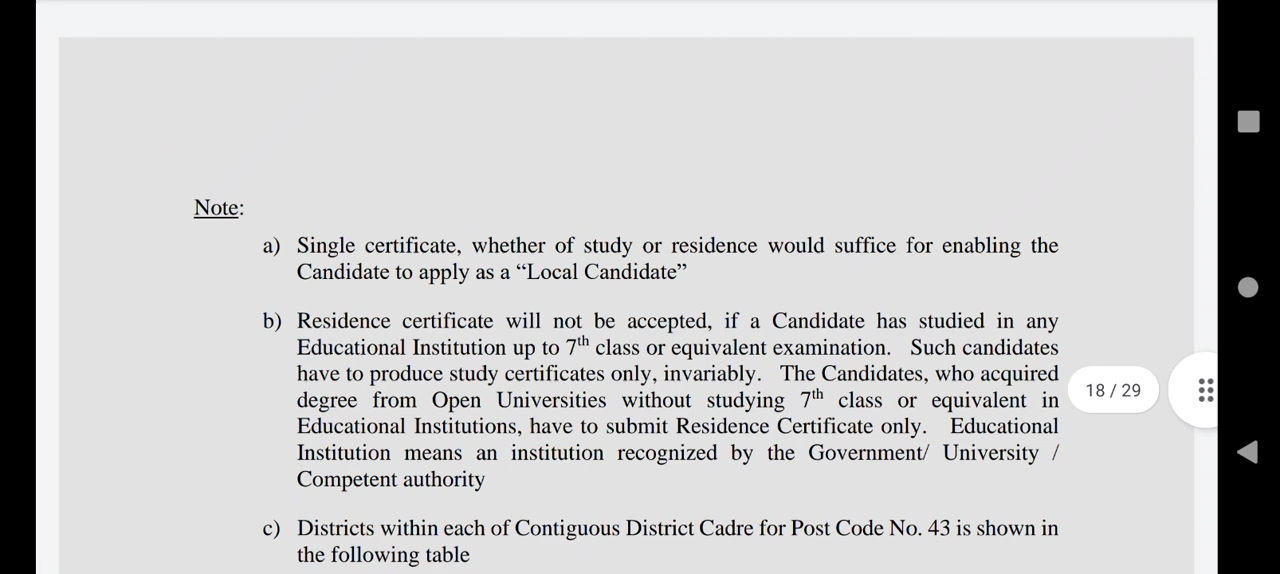 Note:
a) Single certificate, whether of study or residence would suffice for enabling the
Candidate to apply as a “Local Candidate”
b) Residence certificate will not be accepted, if a Candidate has studied in any
Educational Institution up to 7th class or equivalent examination. Such candidates
have to produce study certificates only, invariably. The Candidates, who acquired
degree from Open Universities without studying 7th class or equivalent in
Educational Institutions, have to submit Residence Certificate only. Educational
Institution means an institution recognized by the Government/ University /
Competent authority
c) Districts within each of Contiguous District Cadre for Post Code No. 43 is shown in
the following table
18 / 29